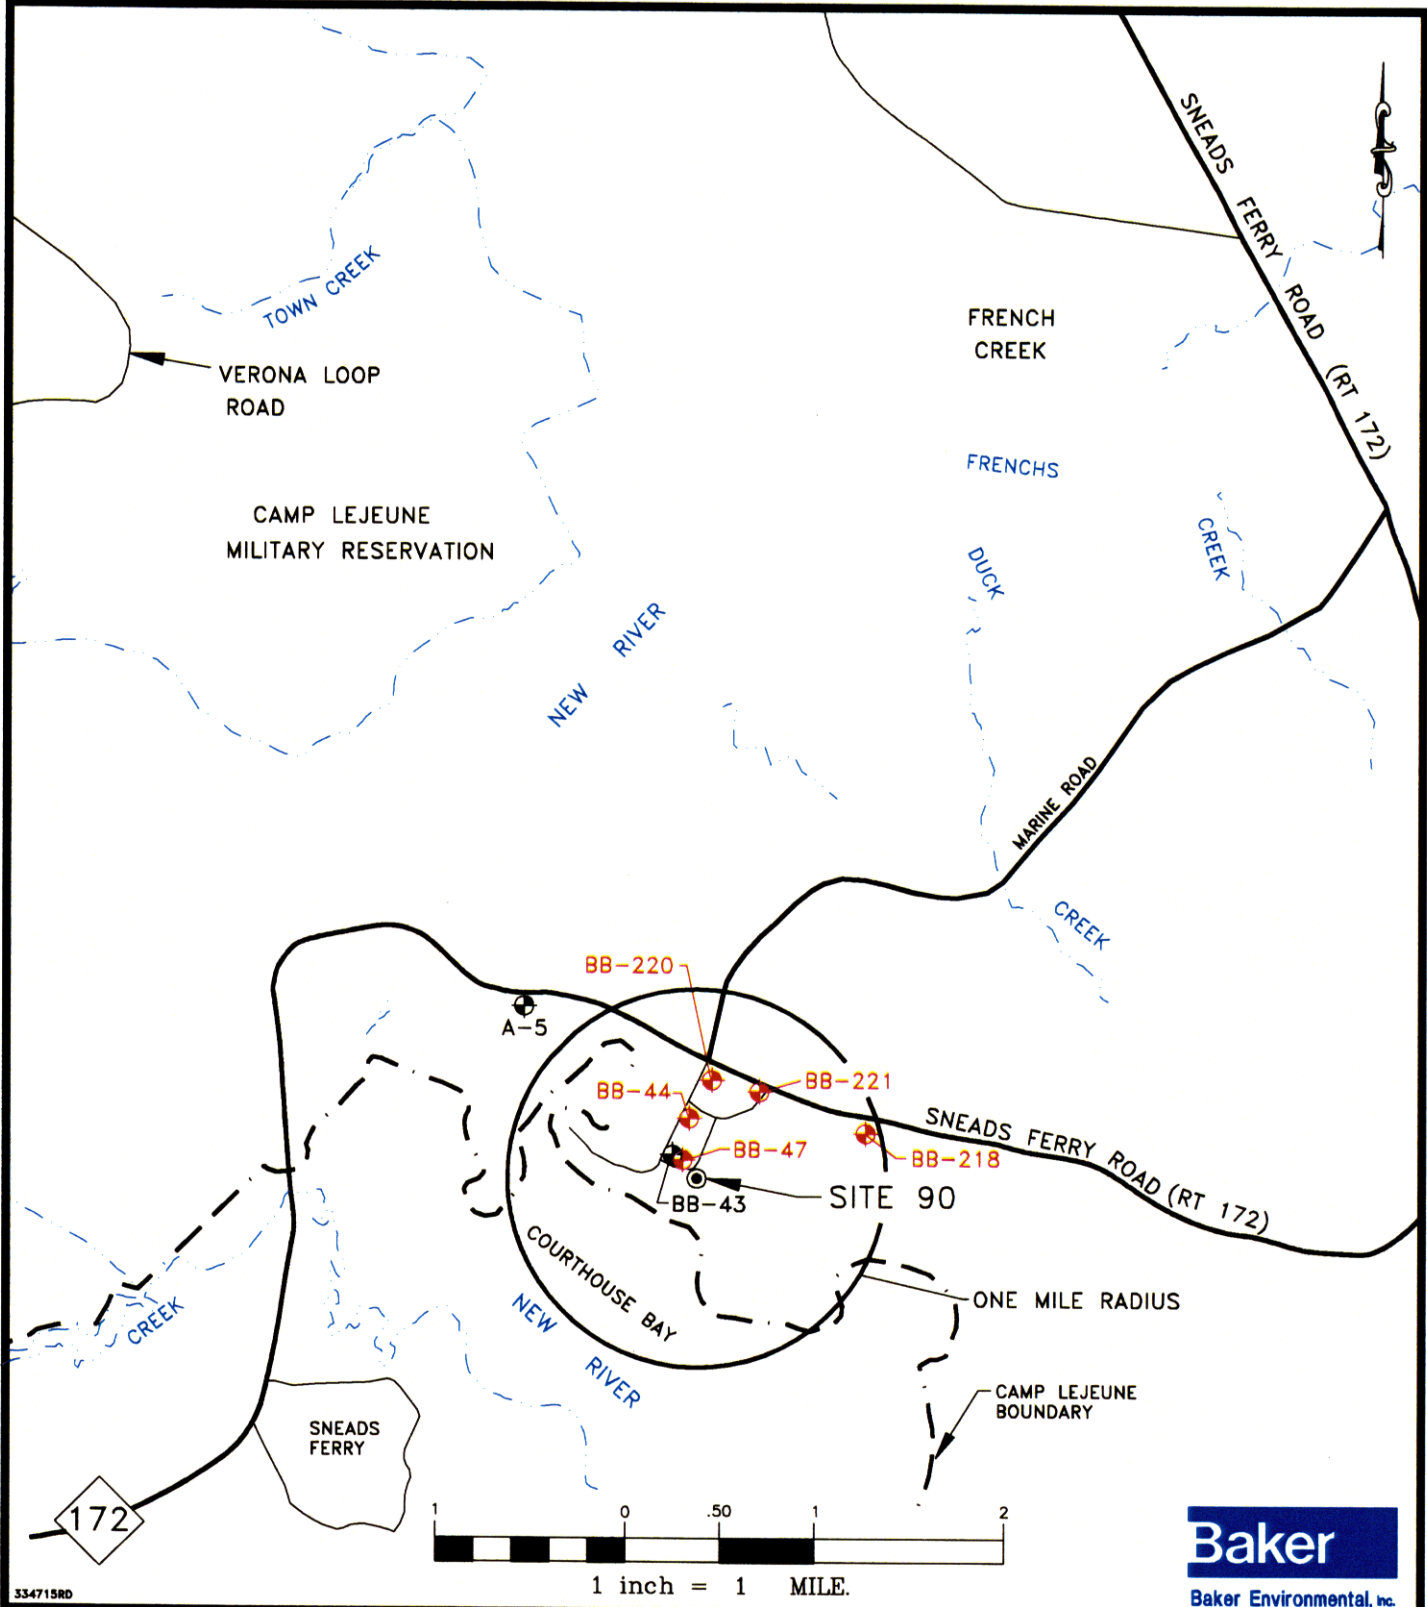 SNEADS FERRY ROAD (RT 172)
TOWN CREEK
VERONA LOOP
ROAD
FRENCH
CREEK
FRENCHS
CREEK
CAMP LEJEUNE
MILITARY RESERVATION
DUCK
CREEK
NEW RIVER
MARINE ROAD
BB-220
A-5
BB-44
BB-221
BB-47
BB-218
SNEADS FERRY ROAD (RT 172)
BB-43
SITE 90
COURTHOUSE BAY
NEW RIVER
ONE MILE RADIUS
CREEK
CAMP LEJEUNE
BOUNDARY
SNEADS
FERRY
172
1 0 .50 1 2
1 inch = 1 MILE.
334715RD
Baker
Baker Environmental, Inc.